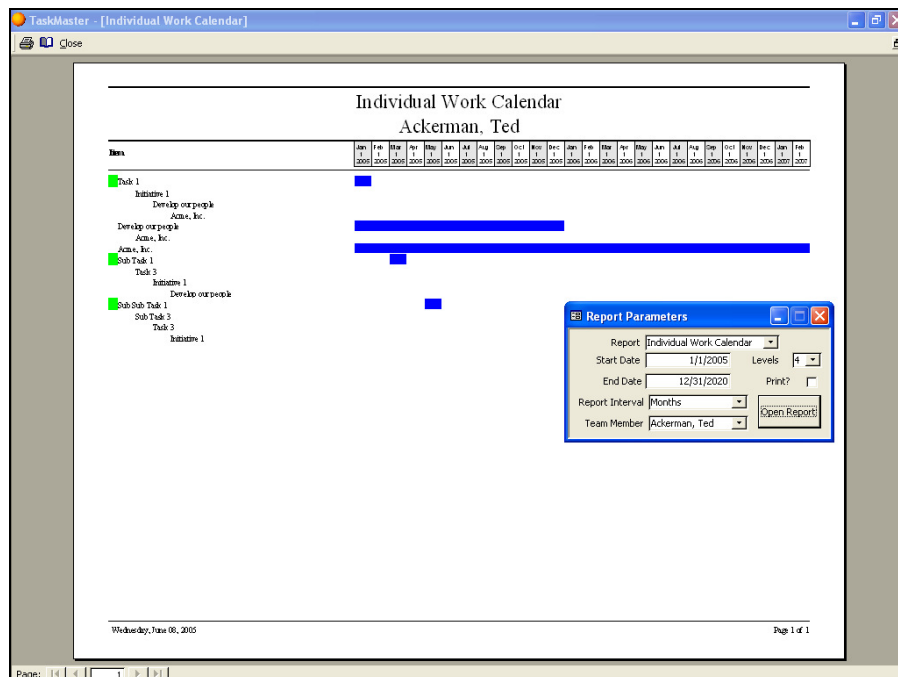 TaskMaster - [Individual Work Calendar]
Close
Individual Work Calendar
Ackerman, Ted
Item
Jan Feb Mar Apr May Jun Jul Aug Sep Oct Nov Dec Jan Feb Mar Apr May Jun Jul Aug Sep Oct Nov Dec Jan Feb
1 1 1 1 1 1 1 1 1 1 1 1 1 1 1 1 1 1 1 1 1 1 1 1 1 1
2005 2005 2005 2005 2005 2005 2005 2005 2005 2005 2005 2005 2006 2006 2006 2006 2006 2006 2006 2006 2006 2006 2006 2006 2007 2007
Task 1
Initiative 1
Develop our people
Acme, Inc.
Develop our people
Acme, Inc.
Acme, Inc.
Sub Task 1
Task 3
Initiative 1
Develop our people
Sub Sub Task 1
Sub Task 3
Task 3
Initiative 1
Report Parameters
Report Individual Work Calendar
Start Date 1/1/2005 Levels 4
End Date 12/31/2020 Print?
Report Interval Months
Open Report
Team Member Ackerman, Ted
Wednesday, June 08, 2005 Page 1 of 1
Page: 1